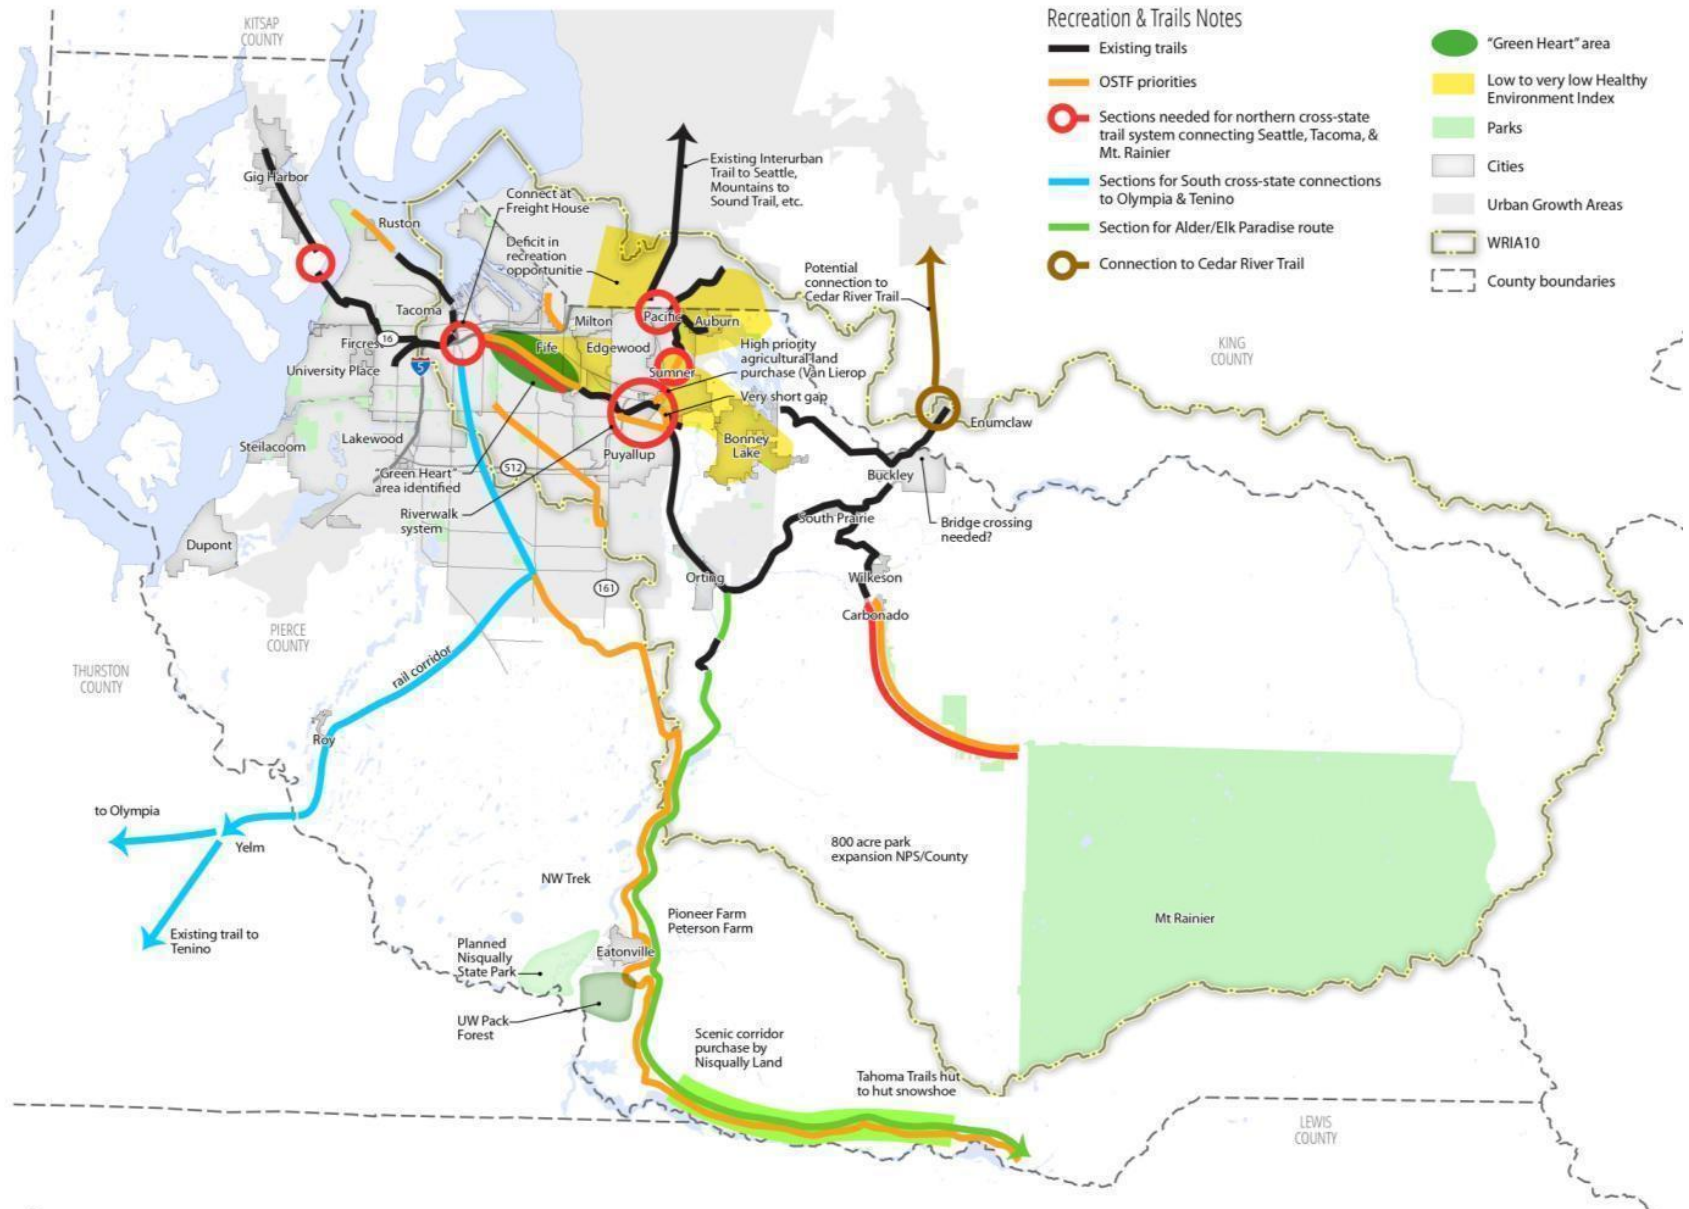 KITSAP
COUNTY
Gig Harbor
Ruston
Connect at
Freight House
Existing Interurban
Trail to Seattle,
Mountains to
Sound Trail, etc.
Deficit in
recreation
opportunitie
Potential
connection to
Cedar River Trail
Tacoma
Milton
Pacific
Auburn
16
Fircrest
Fife
Edgewood
High priority
agricultural land
purchase (Van Lierop
KING
COUNTY
5
University Place
Sumner
Very short gap
Enumclaw
Steilacoom
Lakewood
Bonney
Lake
Puyallup
"Green Heart"
area identified
512
Buckley
Riverwalk
system
South Prairie
Bridge crossing
needed?
Dupont
161
Orting
Wilkeson
Carbonado
PIERCE
COUNTY
THURSTON
COUNTY
rail corridor
Roy
to Olympia
Yelm
800 acre park
expansion NPS/County
NW Trek
Pioneer Farm
Peterson Farm
Mt Rainier
Existing trail to
Tenino
Planned
Nisqually
State Park
Eatonville
UW Pack
Forest
Scenic corridor
purchase by
Nisqually Land
Tahoma Trails hut
to hut snowshoe
LEWIS
COUNTY
Recreation & Trails Notes
Existing trails
OSTF priorities
Sections needed for northern cross-state
trail system connecting Seattle, Tacoma, &
Mt. Rainier
Sections for South cross-state connections
to Olympia & Tenino
Section for Alder/Elk Paradise route
Connection to Cedar River Trail
"Green Heart" area
Low to very low Healthy
Environment Index
Parks
Cities
Urban Growth Areas
WRIA10
County boundaries